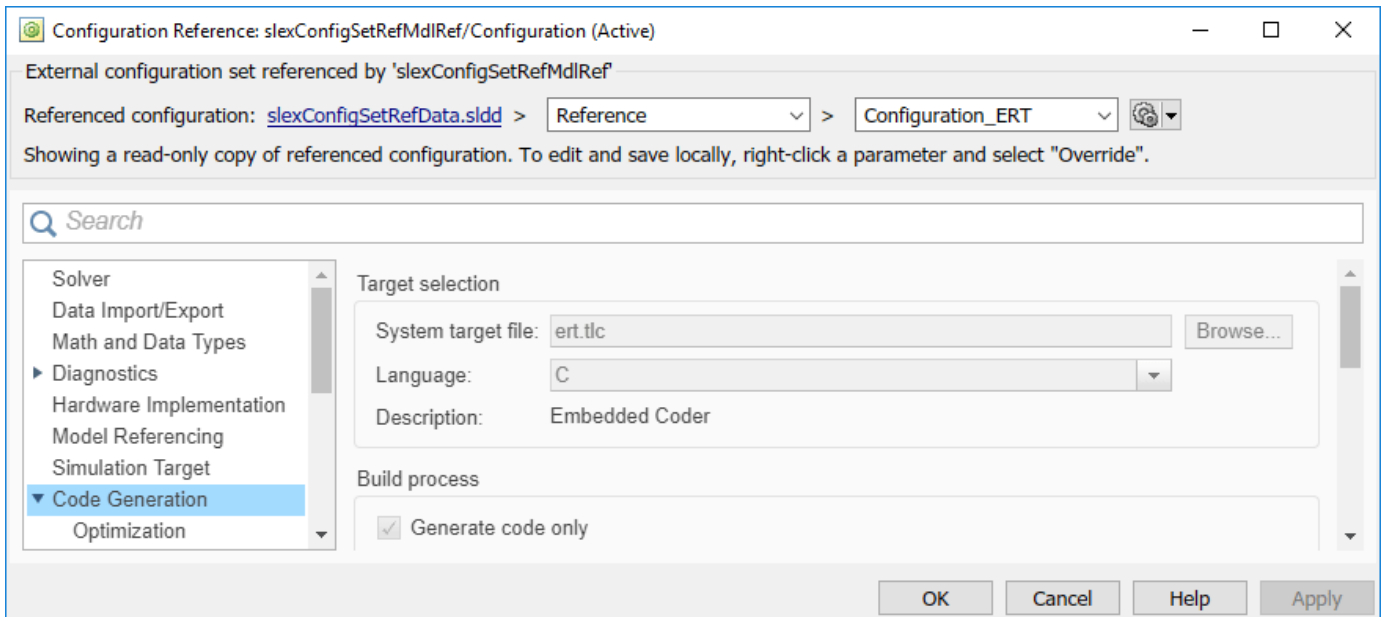 Configuration Reference: slexConfigSetRefMdlRef/Configuration (Active)
External configuration set referenced by 'slexConfigSetRefMdlRef'
Referenced configuration: slexConfigSetRefData.sldd > Reference > Configuration_ERT
Showing a read-only copy of referenced configuration. To edit and save locally, right-click a parameter and select "Override".
Search
Solver
Data Import/Export
Math and Data Types
Diagnostics
Hardware Implementation
Model Referencing
Simulation Target
Code Generation
Optimization
Target selection
System target file: ert.tlc Browse...
Language: C
Description: Embedded Coder
Build process
Generate code only
OK Cancel Help Apply